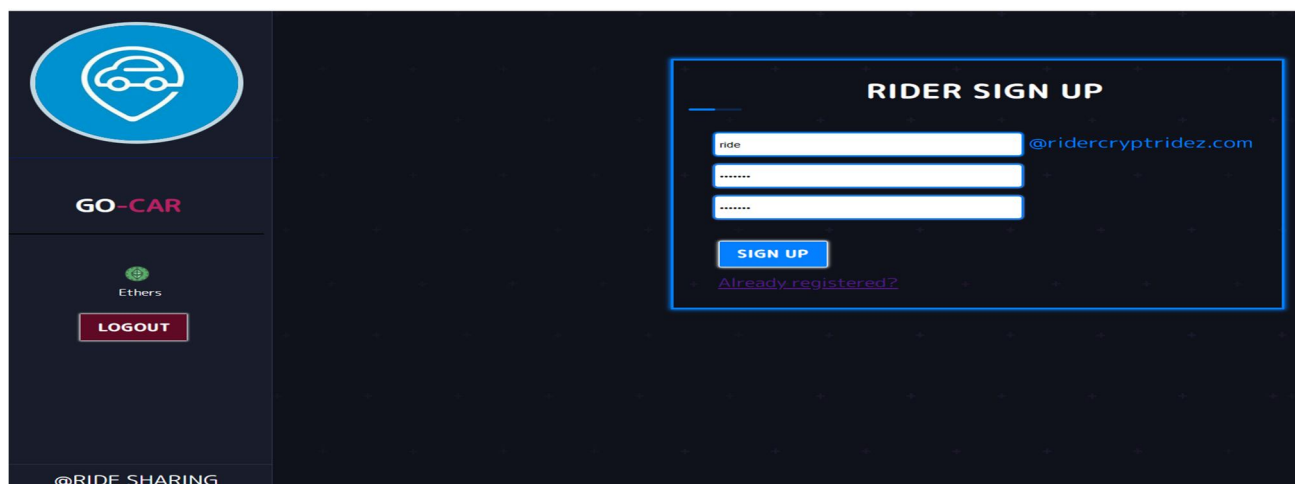 GO-CAR
Ethers
LOGOUT
@RIDE SHARING
RIDER SIGN UP
ride
@ridercryptridez.com
•••••••
•••••••
SIGN UP
Already registered?